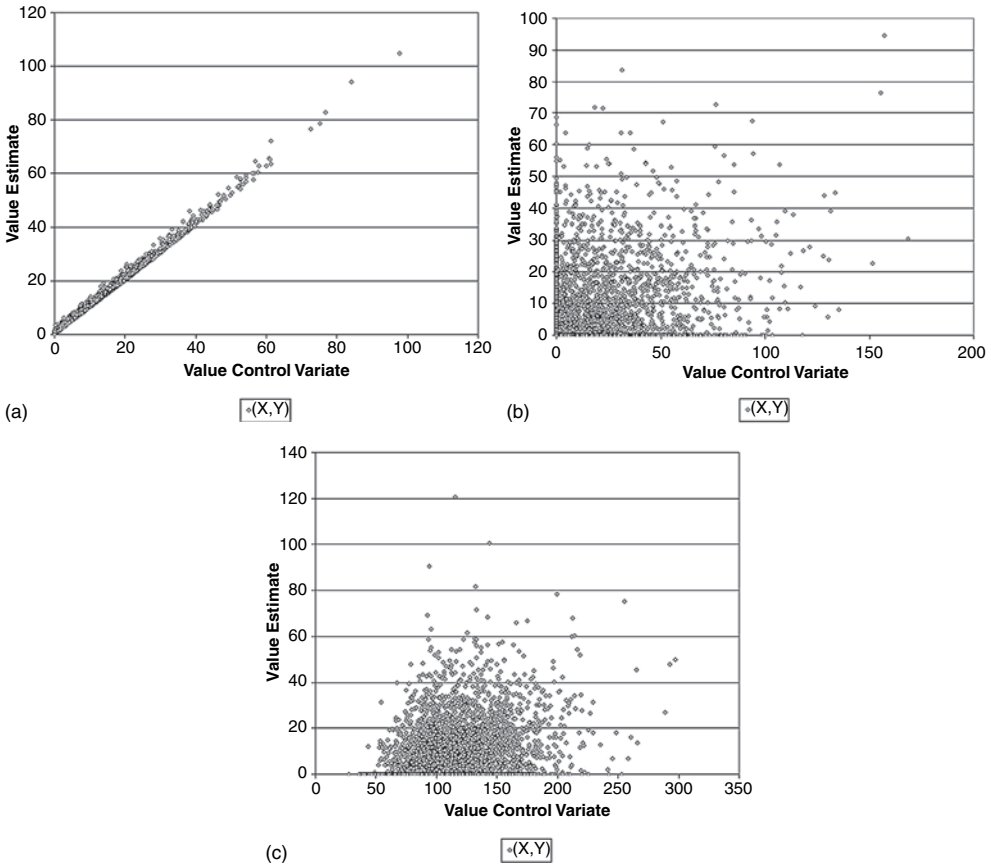 120
100
80
60
40
20
0
Value Estimate
0 20 40 60 80 100 120
Value Control Variate
(X,Y)
(a)
100
90
80
70
60
50
40
30
20
10
0
Value Estimate
0 50 100 150 200
Value Control Variate
(X,Y)
(b)
140
120
100
80
60
40
20
0
Value Estimate
0 50 100 150 200 250 300 350
Value Control Variate
(X,Y)
(c)